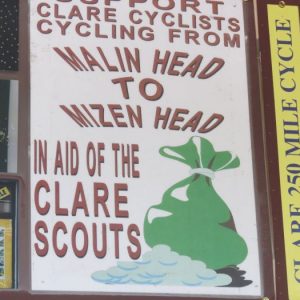 SUPPORT
CLARE CYCLISTS
CYCLING FROM
MALIN HEAD
TO
MIZEN HEAD
IN AID OF THE
CLARE
SCOUTS
CLARE 250 MILE CYCLE